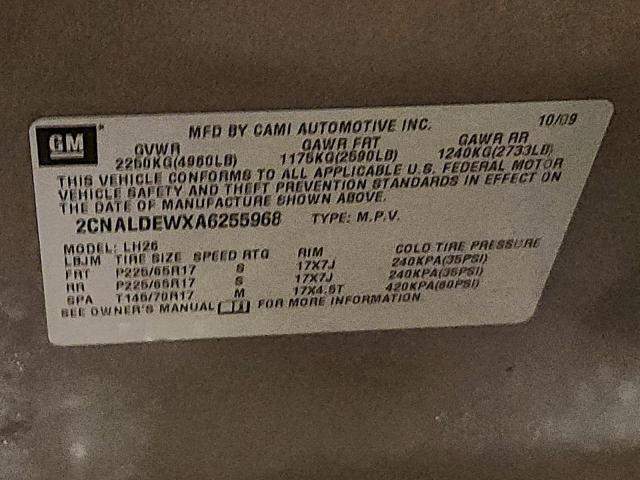 GM MFD BY CAMI AUTOMOTIVE INC. 10/09
GVWR GAWR FRT GAWR RR
2250KG(4960LB) 1175KG(2590LB) 1240KG(2733LB)
THIS VEHICLE CONFORMS TO ALL APPLICABLE U.S. FEDERAL MOTOR
VEHICLE SAFETY AND THEFT PREVENTION STANDARDS IN EFFECT ON
THE DATE OF MANUFACTURE SHOWN ABOVE.
2CNALDEWXA6255968 TYPE: M.P.V.
MODEL: LH26
LBJM TIRE SIZE SPEED RTG RIM COLD TIRE PRESSURE
FRT P225/65R17 S 17X7J 240KPA(35PSI)
RR P225/65R17 S 17X7J 240KPA(35PSI)
SPA T145/70R17 M 17X4.5T 420KPA(60PSI)
SEE OWNER'S MANUAL FOR MORE INFORMATION